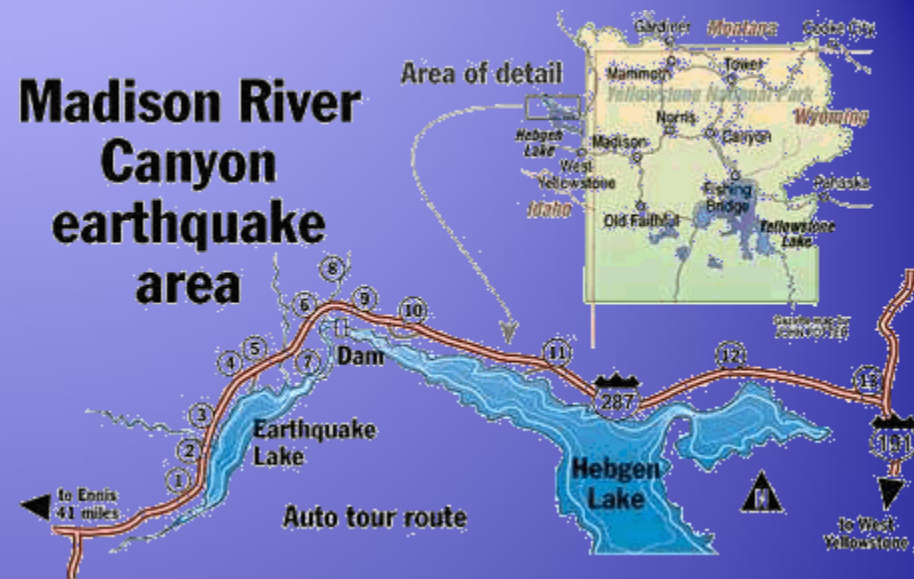 Madison River
Canyon
earthquake
area
Area of detail
Gardiner
Montana
Cooke City
Mammoth
Tower
Yellowstone National Park
Norris
Wyoming
Hebgen
Lake
Madison
Canyon
West
Yellowstone
Fishing
Bridge
Pahaska
Idaho
Old Faithful
Yellowstone
Lake
8
6
9
10
4
5
7
Dam
11
12
13
287
3
2
1
Earthquake
Lake
Hebgen
Lake
191
to Ennis
41 miles
Auto tour route
N
to West
Yellowstone